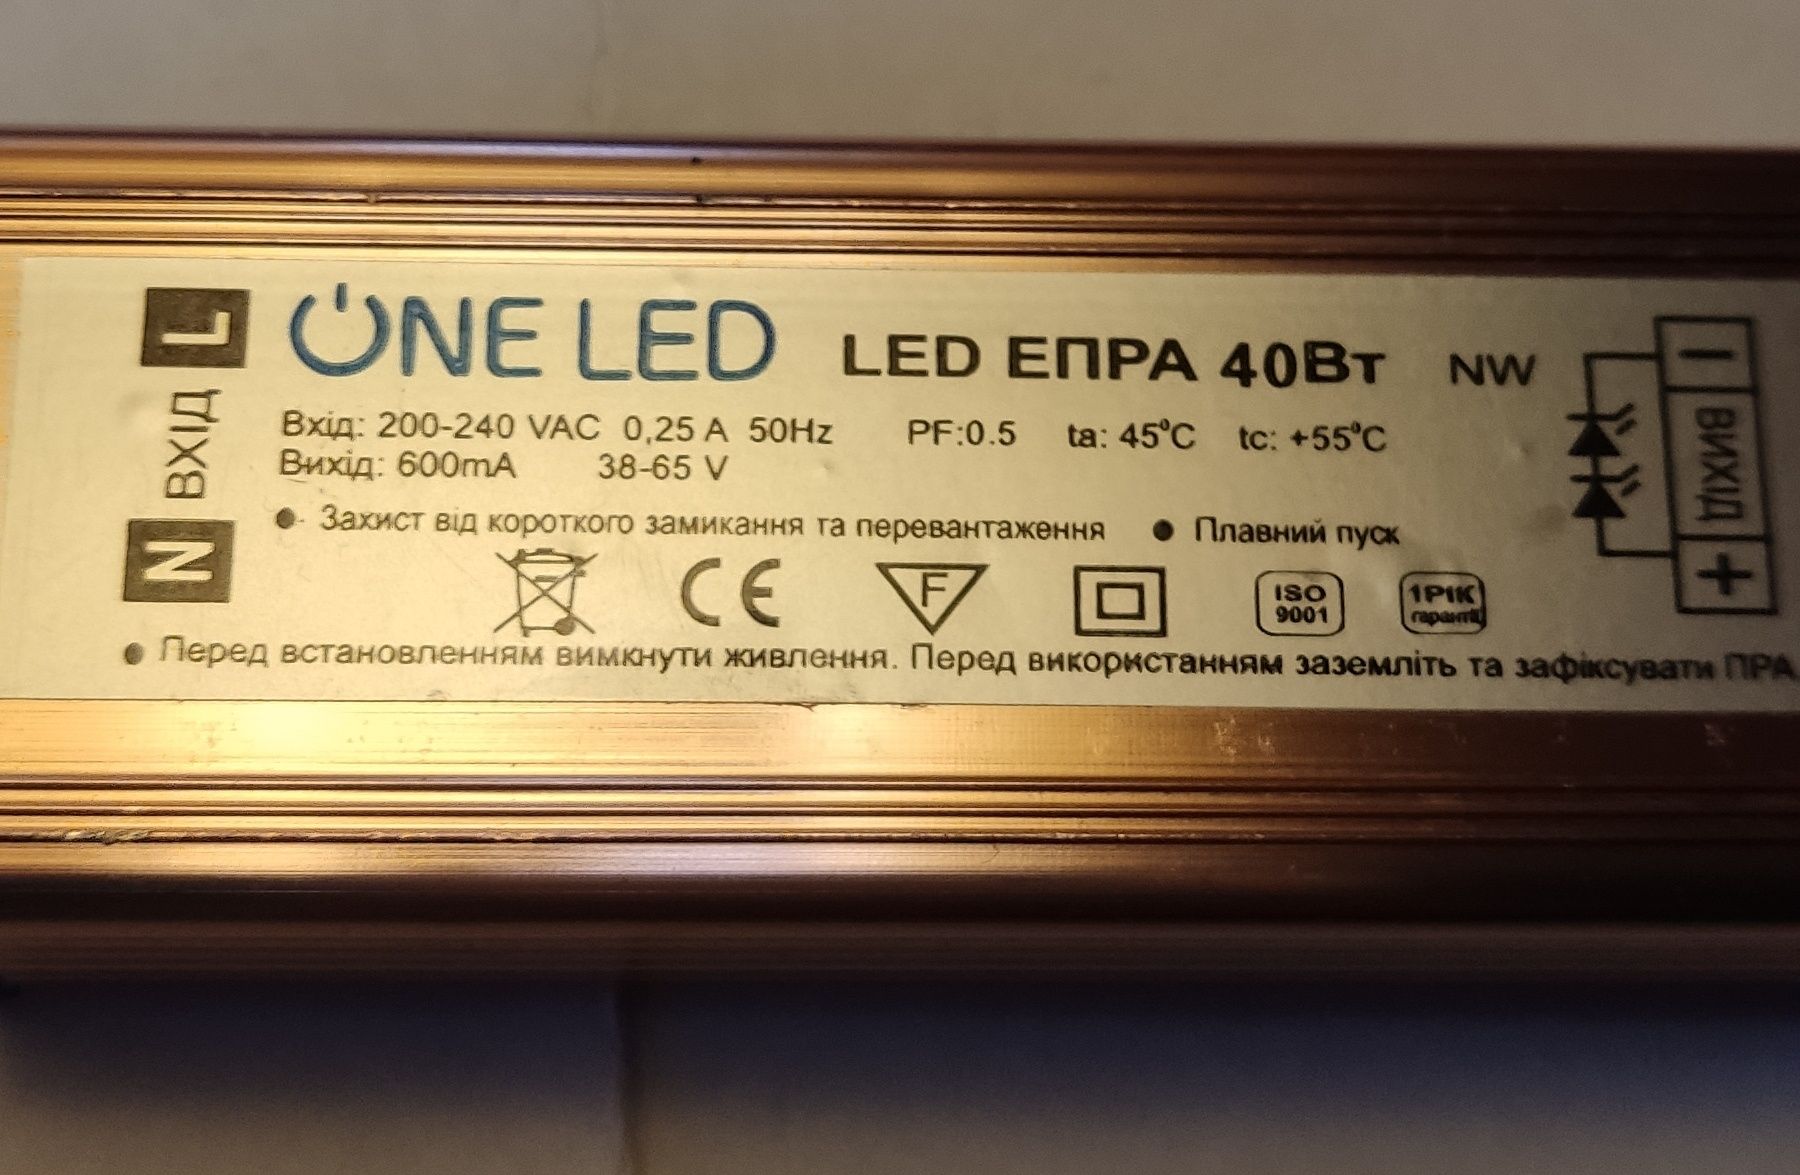 L
ВХІД
N
ONE LED
LED ЕПРА 40Вт NW
Вхід: 200-240 VAC 0,25 A 50Hz PF:0.5 ta: 45°C tc: +55°C
Вихід: 600mA 38-65 V
● Захист від короткого замикання та перевантаження ● Плавний пуск
CE F ISO 9001 1РІК гарантії
● Перед встановленням вимкнути живлення. Перед використанням заземліть та зафіксувати ПРА.
−
ВИХІД
+